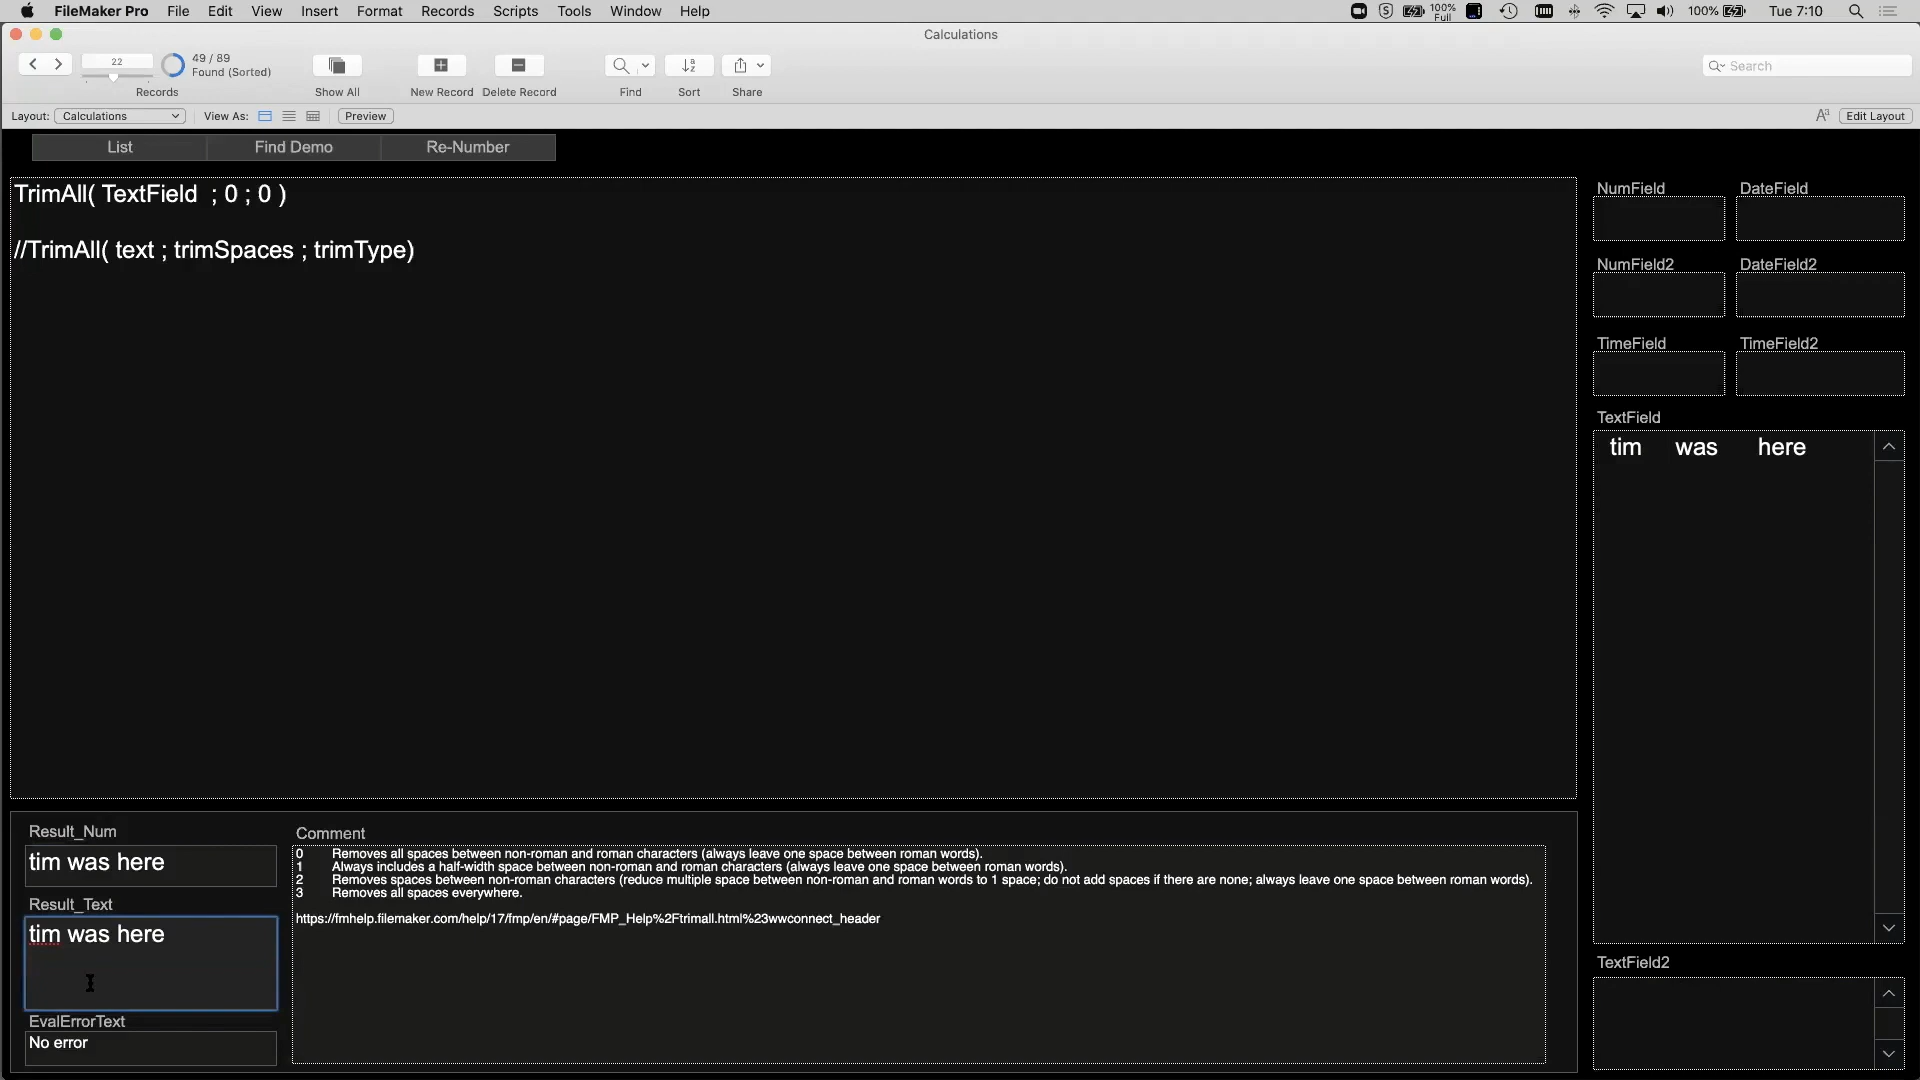 FileMaker Pro File Edit View Insert Format Records Scripts Tools Window Help 100% Full 100% Tue 7:10
Calculations
22 49 / 89 Found (Sorted)
Records Show All New Record Delete Record Find Sort Share Search
Layout: Calculations View As: Preview Edit Layout
List Find Demo Re-Number
TrimAll( TextField ; 0 ; 0 )
//TrimAll( text ; trimSpaces ; trimType)
NumField DateField
NumField2 DateField2
TimeField TimeField2
TextField
tim was here
Result_Num
tim was here
Result_Text
tim was here
EvalErrorText
No error
Comment
0 Removes all spaces between non-roman and roman characters (always leave one space between roman words).
1 Always includes a half-width space between non-roman and roman characters (always leave one space between roman words).
2 Removes spaces between non-roman characters (reduce multiple space between non-roman and roman words to 1 space; do not add spaces if there are none; always leave one space between roman words).
3 Removes all spaces everywhere.
https://fmhelp.filemaker.com/help/17/fmp/en/#page/FMP_Help%2Ftrimall.html%23wwconnect_header
TextField2